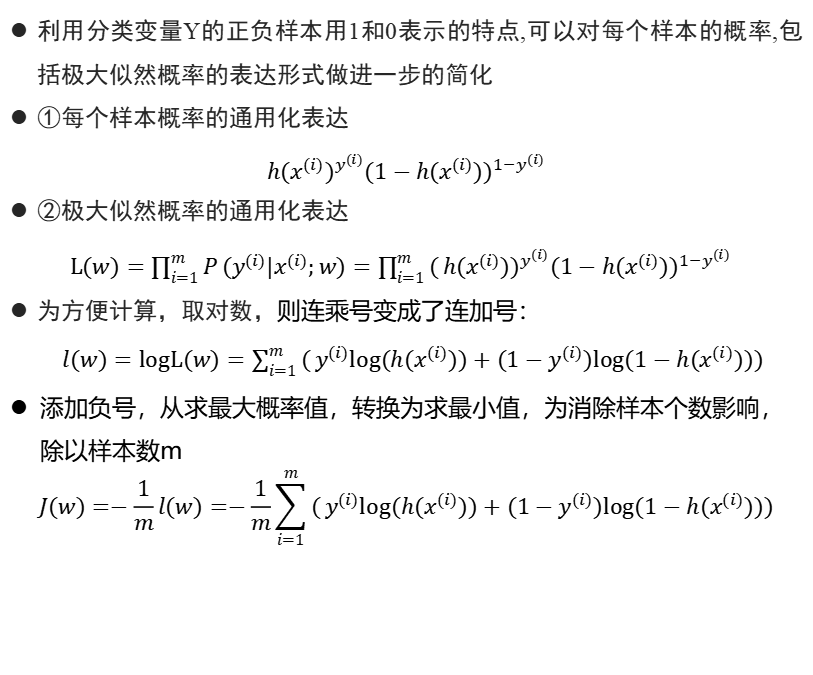 ● 利用分类变量Y的正负样本用1和0表示的特点,可以对每个样本的概率,包
括极大似然概率的表达形式做进一步的简化
● ①每个样本概率的通用化表达
h(x⁽ⁱ⁾)^{y⁽ⁱ⁾}(1 − h(x⁽ⁱ⁾))^{1−y⁽ⁱ⁾}
● ②极大似然概率的通用化表达
L(w) = ∏_{i=1}^{m} P (y⁽ⁱ⁾|x⁽ⁱ⁾; w) = ∏_{i=1}^{m} ( h(x⁽ⁱ⁾))^{y⁽ⁱ⁾}(1 − h(x⁽ⁱ⁾))^{1−y⁽ⁱ⁾}
● 为方便计算，取对数，则连乘号变成了连加号：
l(w) = logL(w) = ∑_{i=1}^{m} ( y⁽ⁱ⁾log(h(x⁽ⁱ⁾)) + (1 − y⁽ⁱ⁾)log(1 − h(x⁽ⁱ⁾)))
● 添加负号，从求最大概率值，转换为求最小值，为消除样本个数影响，
除以样本数m
J(w) =− \frac{1}{m} l(w) =− \frac{1}{m} ∑_{i=1}^{m} ( y⁽ⁱ⁾log(h(x⁽ⁱ⁾)) + (1 − y⁽ⁱ⁾)log(1 − h(x⁽ⁱ⁾)))